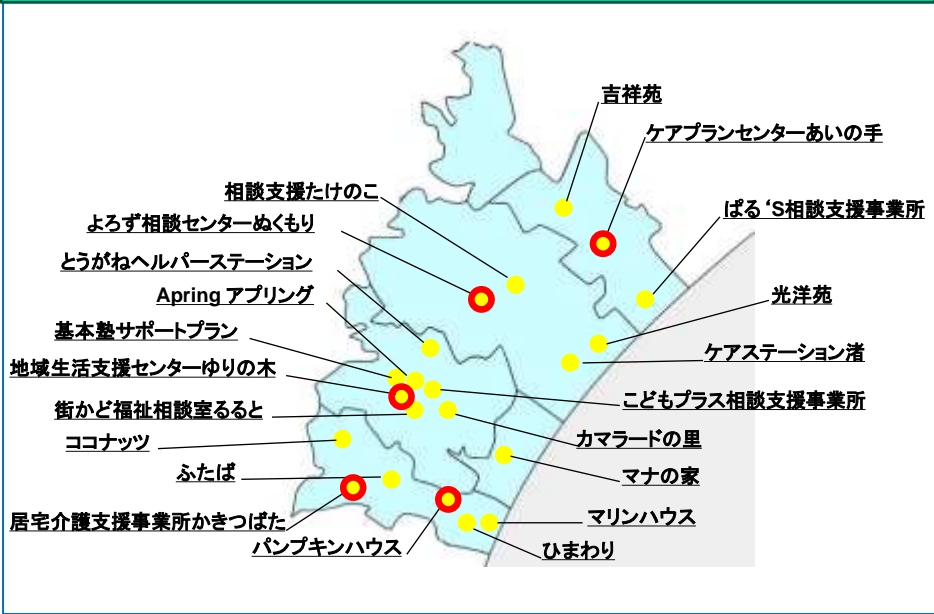 吉祥苑
ケアプランセンターあいの手
相談支援たけのこ
ぱる‘S相談支援事業所
よろず相談センターぬくもり
とうがねヘルパーステーション
Apring アプリング
光洋苑
基本塾サポートプラン
ケアステーション渚
地域生活支援センターゆりの木
こどもプラス相談支援事業所
街かど福祉相談室るると
カマラードの里
ココナッツ
マナの家
ふたば
居宅介護支援事業所かきつばた
マリンハウス
パンプキンハウス
ひまわり